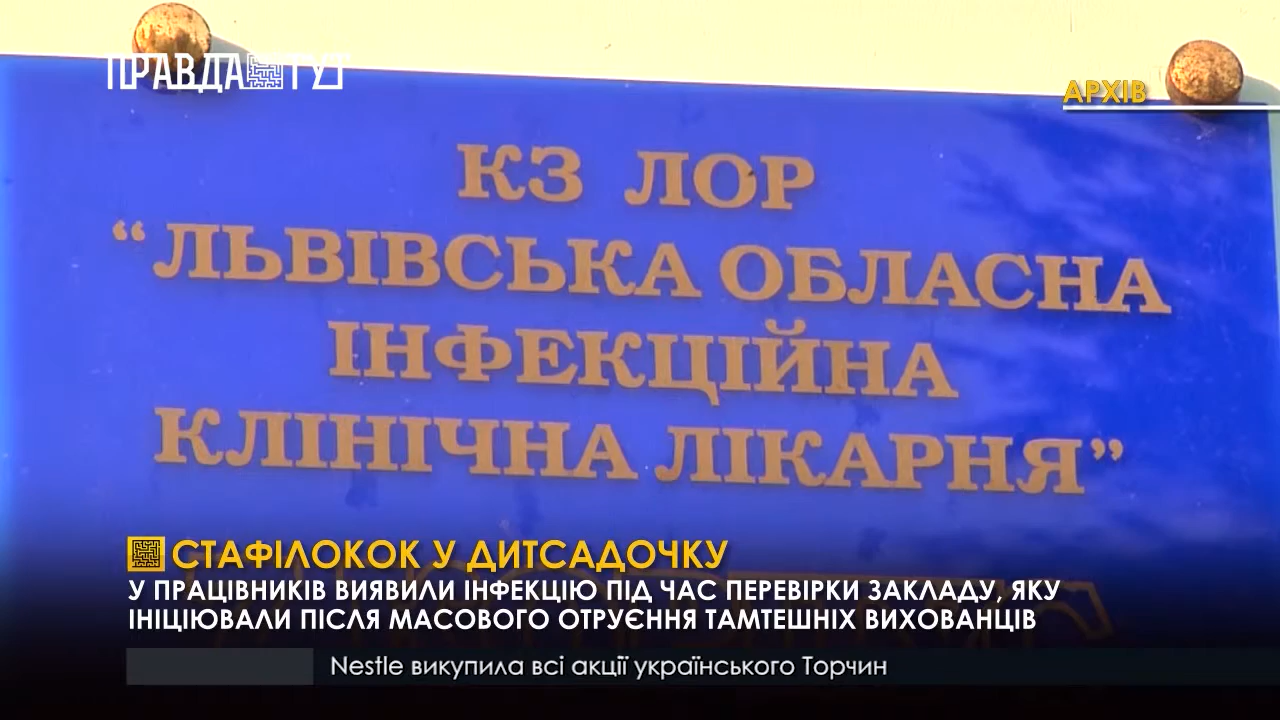 ПРАВДА ТУТ
АРХІВ
КЗ ЛОР
“ЛЬВІВСЬКА ОБЛАСНА
ІНФЕКЦІЙНА
КЛІНІЧНА ЛІКАРНЯ”
СТАФІЛОКОК У ДИТСАДОЧКУ
У ПРАЦІВНИКІВ ВИЯВИЛИ ІНФЕКЦІЮ ПІД ЧАС ПЕРЕВІРКИ ЗАКЛАДУ, ЯКУ
ІНІЦІЮВАЛИ ПІСЛЯ МАСОВОГО ОТРУЄННЯ ТАМТЕШНІХ ВИХОВАНЦІВ
Nestle викупила всі акції українського Торчин